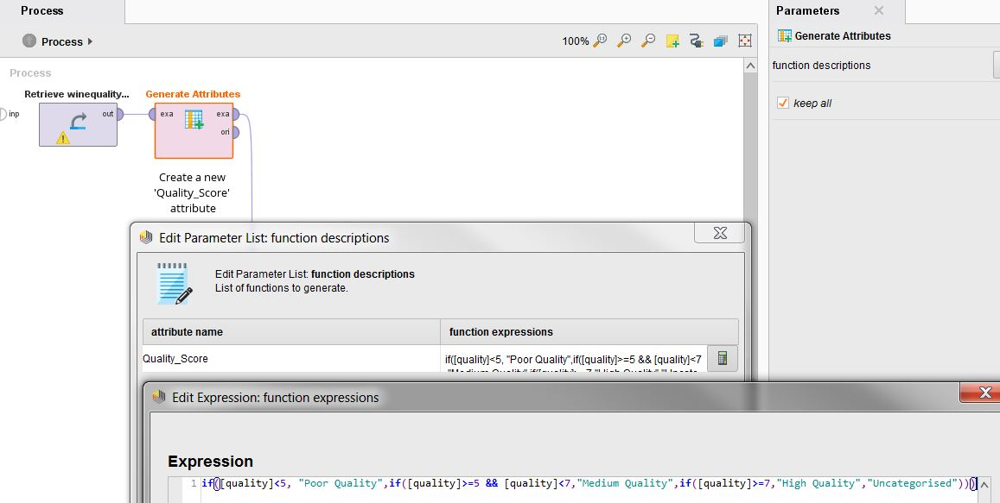 Process
Parameters
Process
100%
Generate Attributes
function descriptions
keep all
Process
Retrieve winequality...
Generate Attributes
inp
out
exa
exa
ori
Create a new
'Quality_Score'
attribute
Edit Parameter List: function descriptions
Edit Parameter List: function descriptions
List of functions to generate.
attribute name
function expressions
Quality_Score
if([quality]<5, "Poor Quality",if([quality]>=5 && [quality]<7
Edit Expression: function expressions
Expression
1 if([quality]<5, "Poor Quality",if([quality]>=5 && [quality]<7,"Medium Quality",if([quality]>=7,"High Quality","Uncategorised")))